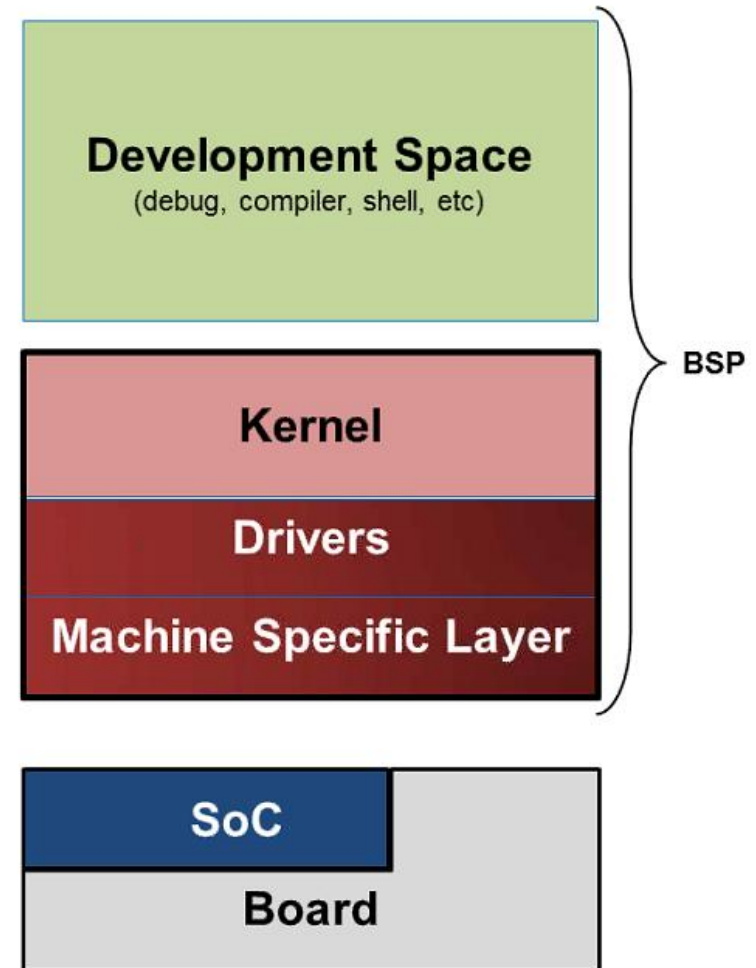 Development Space
(debug, compiler, shell, etc)
BSP
Kernel
Drivers
Machine Specific Layer
SoC
Board